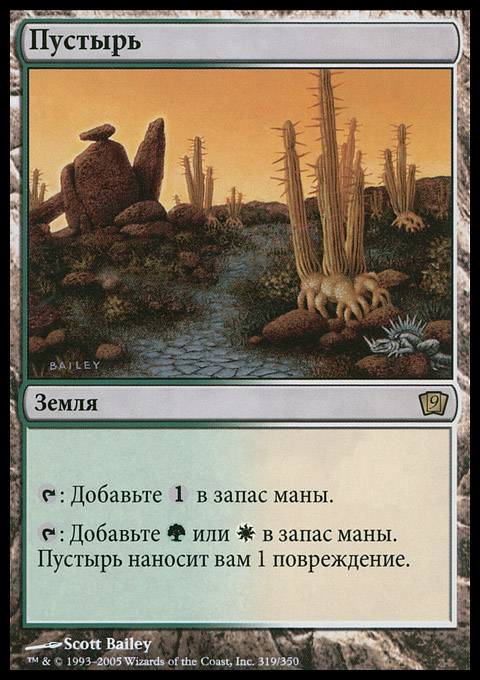 Пустырь
BAILEY
Земля
9
: Добавьте 1 в запас маны.
: Добавьте или в запас маны.
Пустырь наносит вам 1 повреждение.
Scott Bailey
™ & © 1993–2005 Wizards of the Coast, Inc. 319/350